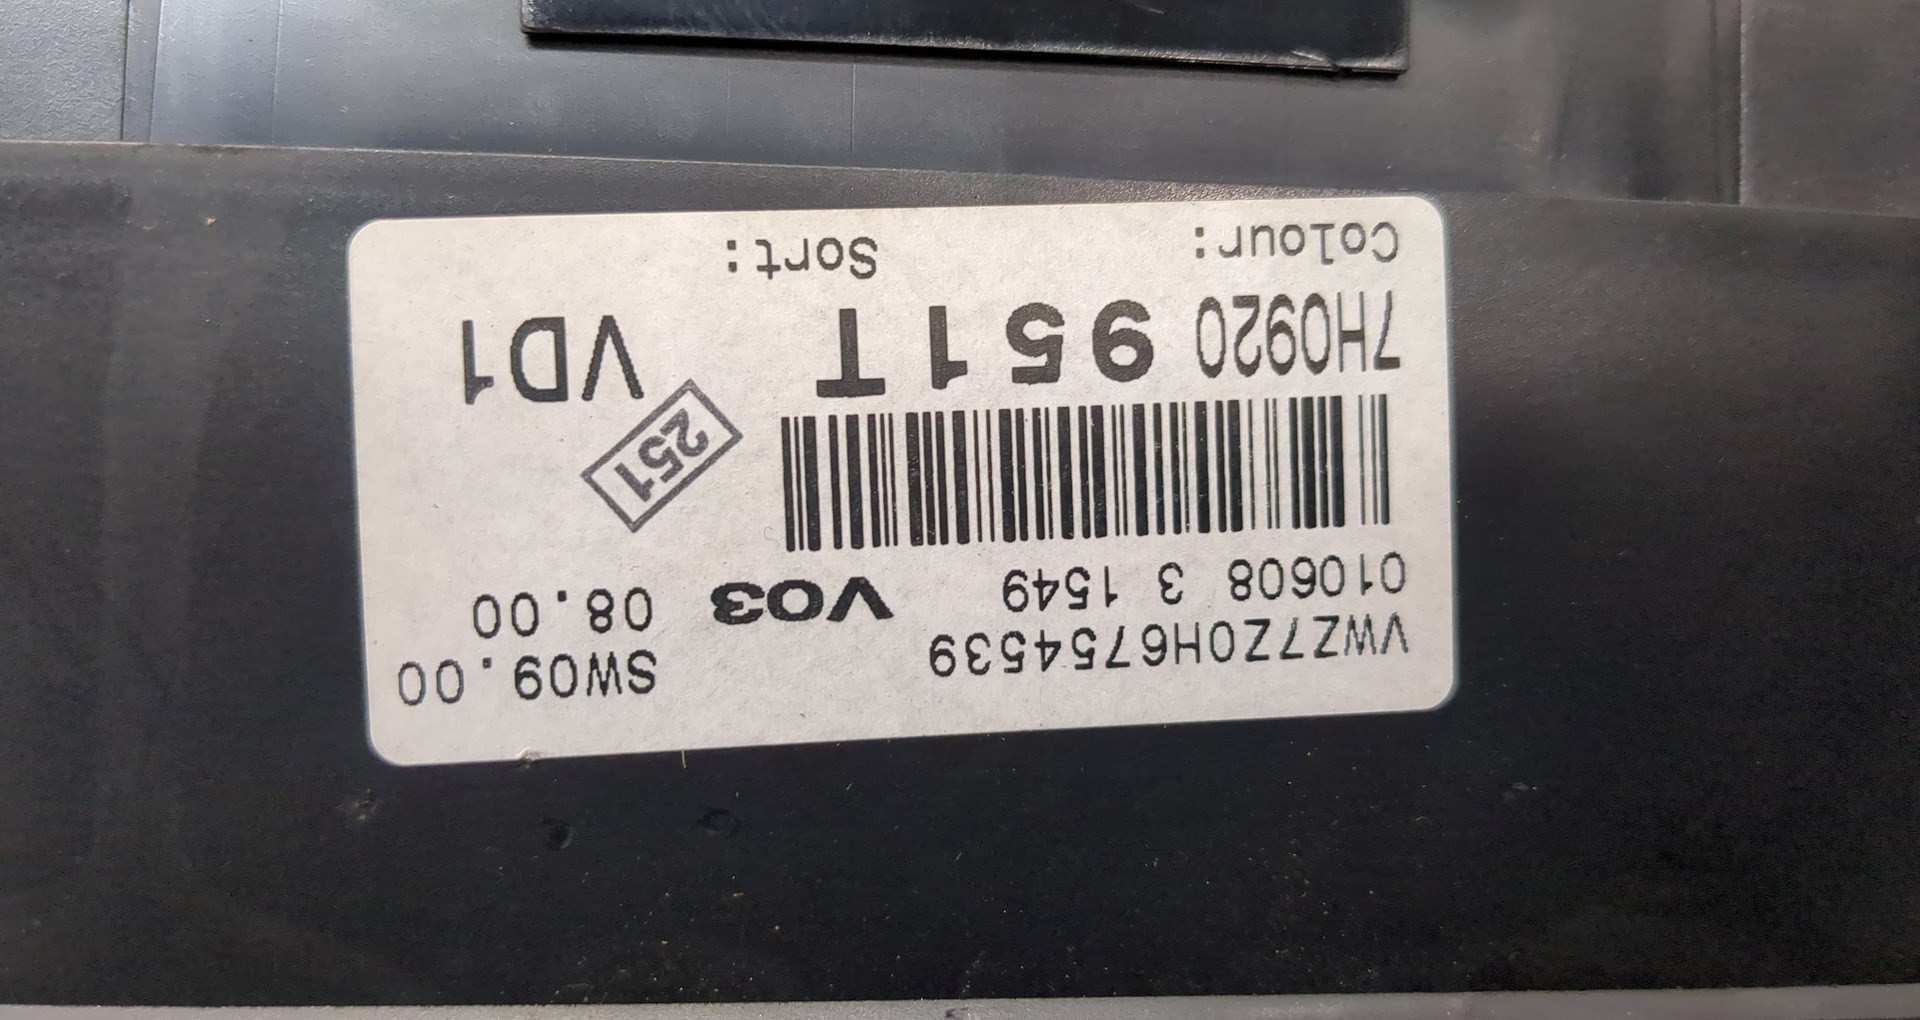 VWZ7Z0H6754539 SW09.00
010608 3 1549 V03 08.00
251
7H0920 951T VD1
Colour: Sort: